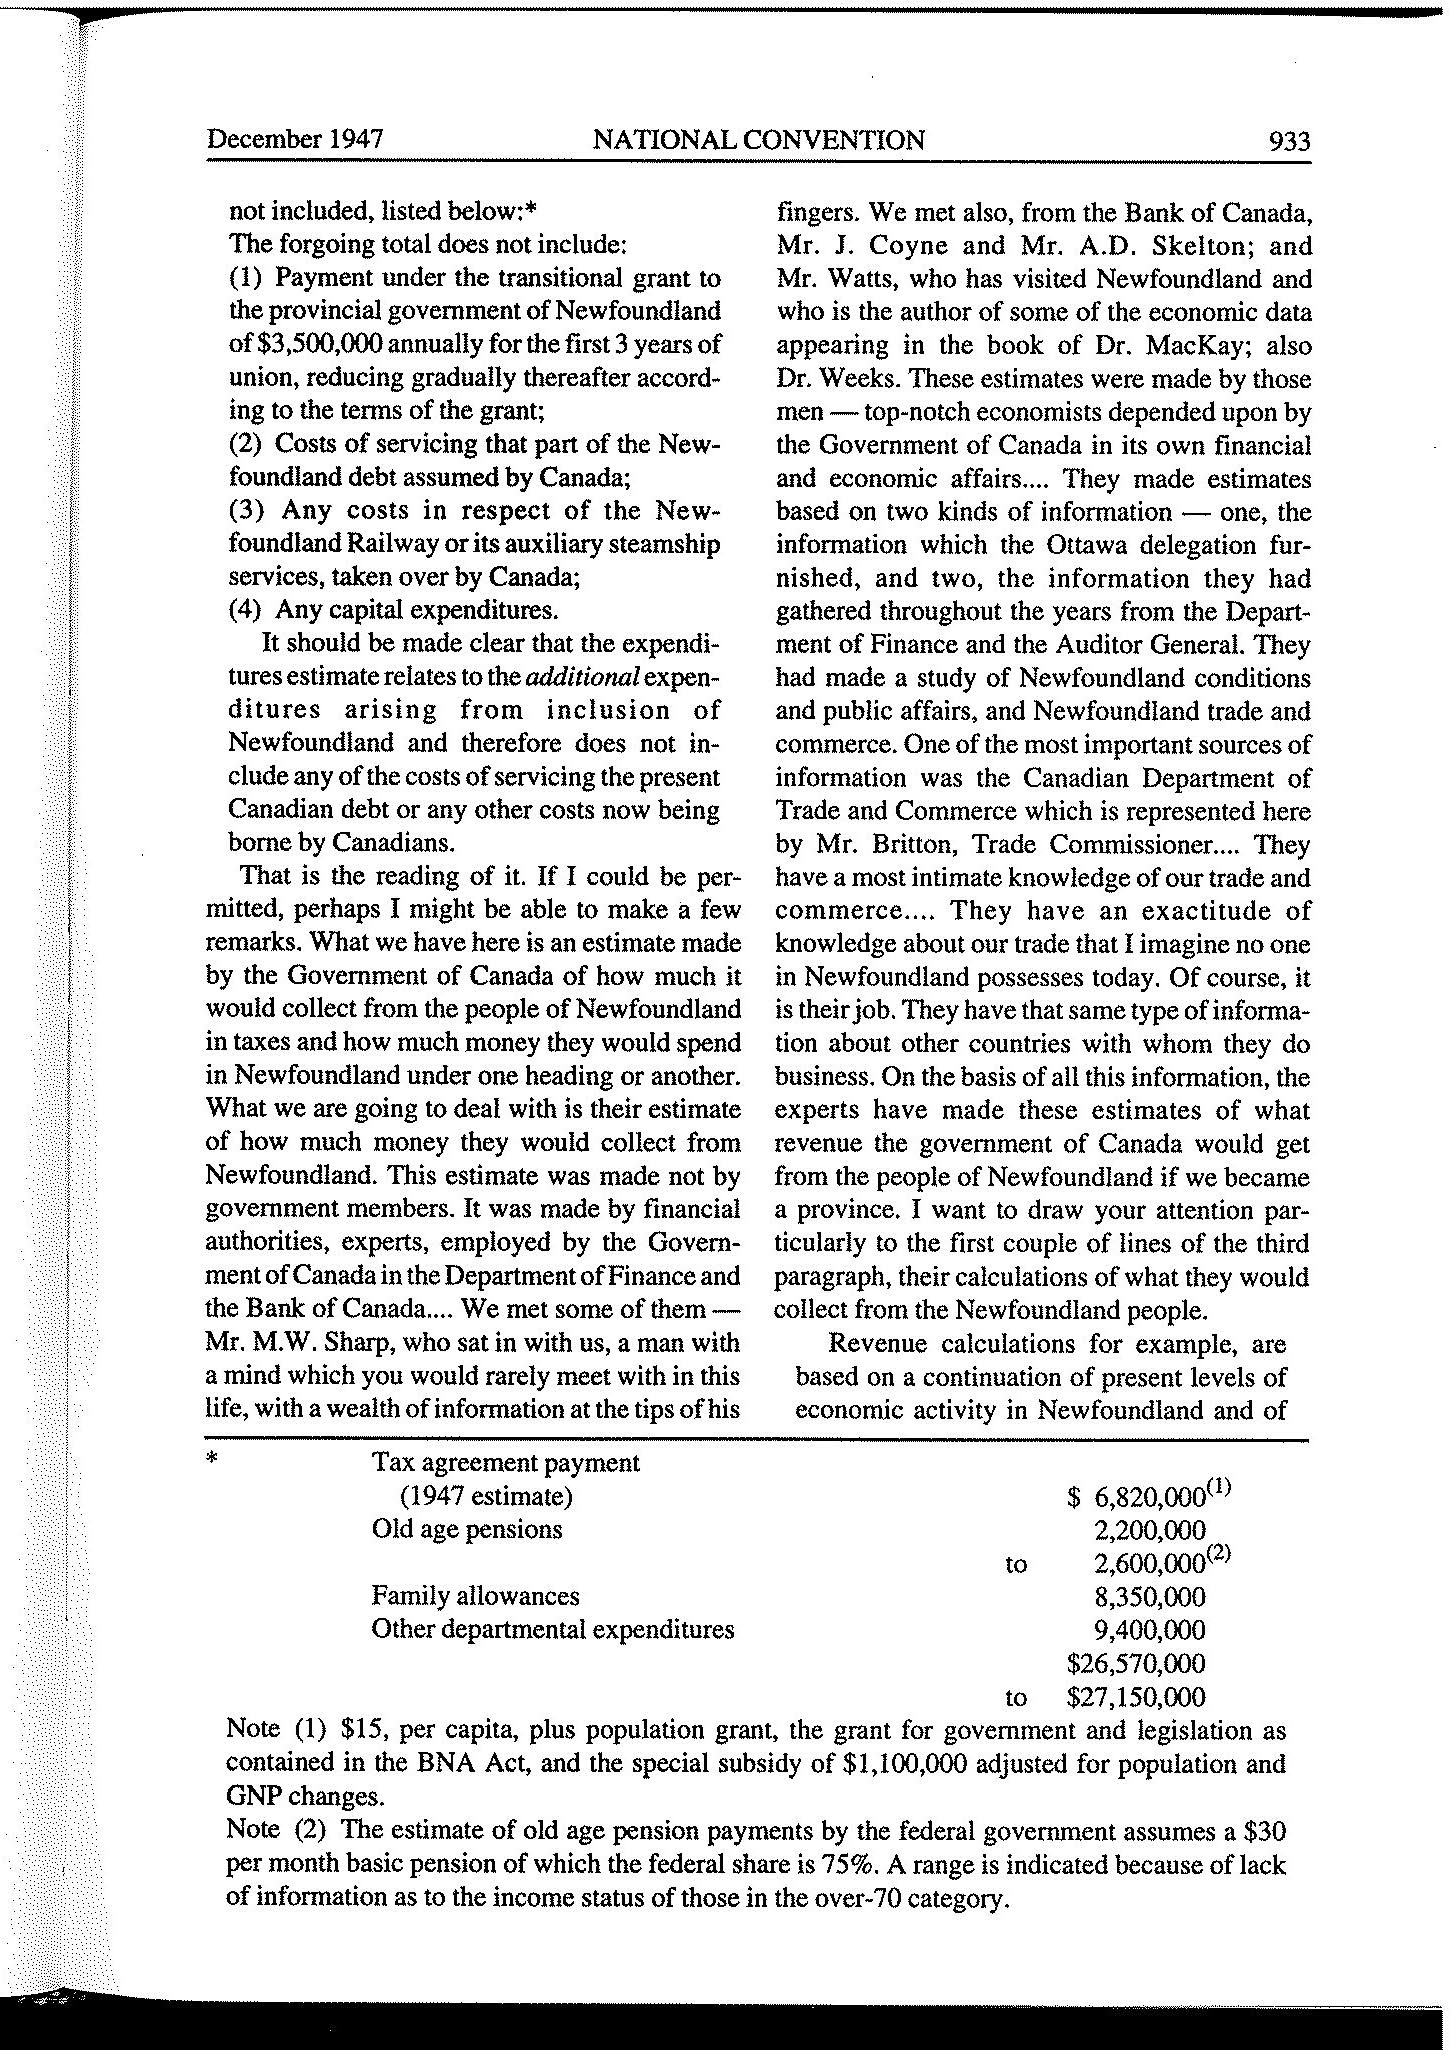 December 1947 NATIONAL CONVENTION 933
not included, listed below:*
The forgoing total does not include:
(1) Payment under the transitional grant to
the provincial government of Newfoundland
of $3,500,000 annually for the first 3 years of
union, reducing gradually thereafter accord-
ing to the terms of the grant;
(2) Costs of servicing that part of the New-
foundland debt assumed by Canada;
(3) Any costs in respect of the New-
foundland Railway or its auxiliary steamship
services, taken over by Canada;
(4) Any capital expenditures.
It should be made clear that the expendi-
tures estimate relates to the additional expen-
ditures arising from inclusion of
Newfoundland and therefore does not in-
clude any of the costs of servicing the present
Canadian debt or any other costs now being
borne by Canadians.
That is the reading of it. If I could be per-
mitted, perhaps I might be able to make a few
remarks. What we have here is an estimate made
by the Government of Canada of how much it
would collect from the people of Newfoundland
in taxes and how much money they would spend
in Newfoundland under one heading or another.
What we are going to deal with is their estimate
of how much money they would collect from
Newfoundland. This estimate was made not by
government members. It was made by financial
authorities, experts, employed by the Govern-
ment of Canada in the Department of Finance and
the Bank of Canada.... We met some of them —
Mr. M.W. Sharp, who sat in with us, a man with
a mind which you would rarely meet with in this
life, with a wealth of information at the tips of his
fingers. We met also, from the Bank of Canada,
Mr. J. Coyne and Mr. A.D. Skelton; and
Mr. Watts, who has visited Newfoundland and
who is the author of some of the economic data
appearing in the book of Dr. MacKay; also
Dr. Weeks. These estimates were made by those
men — top-notch economists depended upon by
the Government of Canada in its own financial
and economic affairs.... They made estimates
based on two kinds of information — one, the
information which the Ottawa delegation fur-
nished, and two, the information they had
gathered throughout the years from the Depart-
ment of Finance and the Auditor General. They
had made a study of Newfoundland conditions
and public affairs, and Newfoundland trade and
commerce. One of the most important sources of
information was the Canadian Department of
Trade and Commerce which is represented here
by Mr. Britton, Trade Commissioner.... They
have a most intimate knowledge of our trade and
commerce.... They have an exactitude of
knowledge about our trade that I imagine no one
in Newfoundland possesses today. Of course, it
is their job. They have that same type of informa-
tion about other countries with whom they do
business. On the basis of all this information, the
experts have made these estimates of what
revenue the government of Canada would get
from the people of Newfoundland if we became
a province. I want to draw your attention par-
ticularly to the first couple of lines of the third
paragraph, their calculations of what they would
collect from the Newfoundland people.
Revenue calculations for example, are
based on a continuation of present levels of
economic activity in Newfoundland and of
* Tax agreement payment
(1947 estimate) $ 6,820,000(1)
Old age pensions 2,200,000
to 2,600,000(2)
Family allowances 8,350,000
Other departmental expenditures 9,400,000
$26,570,000
to $27,150,000
Note (1) $15, per capita, plus population grant, the grant for government and legislation as
contained in the BNA Act, and the special subsidy of $1,100,000 adjusted for population and
GNP changes.
Note (2) The estimate of old age pension payments by the federal government assumes a $30
per month basic pension of which the federal share is 75%. A range is indicated because of lack
of information as to the income status of those in the over-70 category.